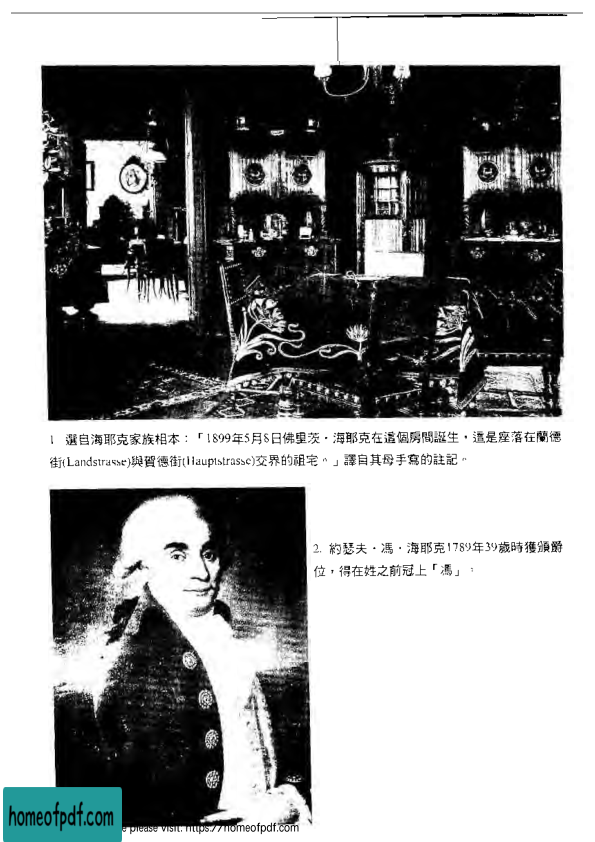 1 選自海耶克家族相本：「1899年5月8日佛里茨・海耶克在這個房間誕生，這是座落在蘭德
街(Landstrasse)與賀德街(Hauptstrasse)交界的祖宅。」譯自其母手寫的註記。
2. 約瑟夫・馮・海耶克1789年39歲時獲頒爵
位，得在姓之前冠上「馮」。
homeofpdf.com
please visit: https://homeofpdf.com